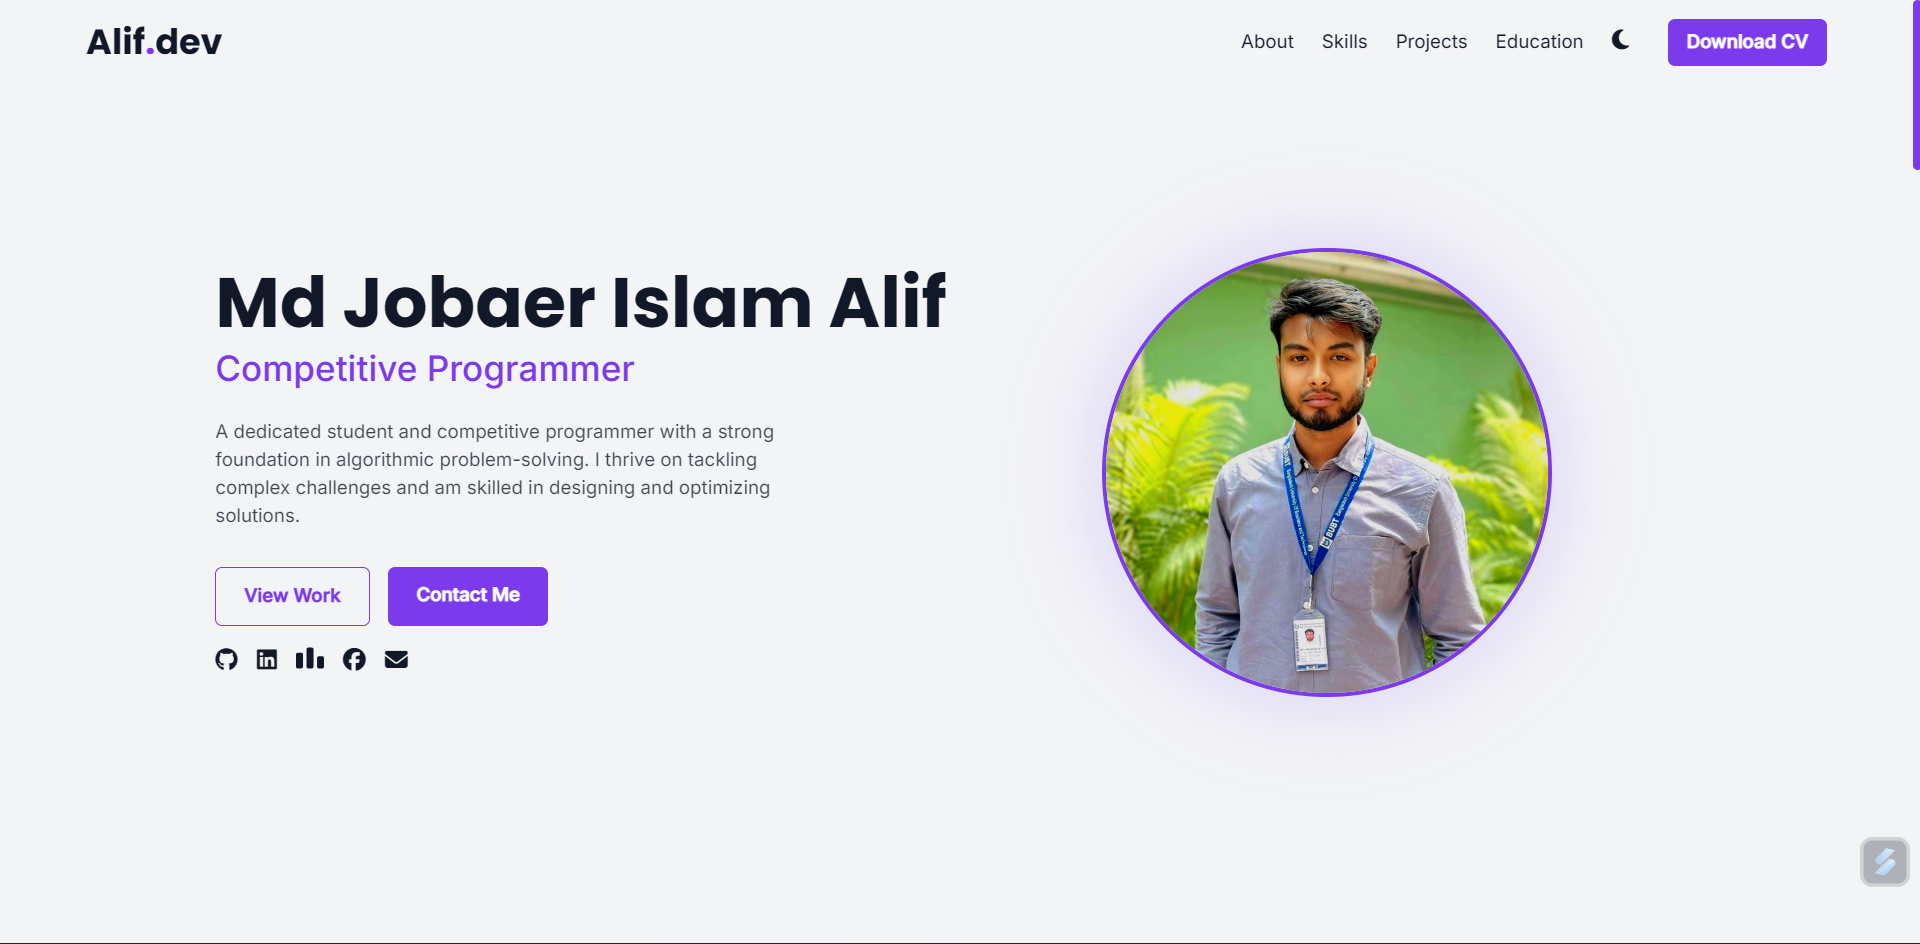 Alif.dev
About Skills Projects Education Download CV
Md Jobaer Islam Alif
Competitive Programmer
A dedicated student and competitive programmer with a strong
foundation in algorithmic problem-solving. I thrive on tackling
complex challenges and am skilled in designing and optimizing
solutions.
View Work Contact Me
BUBT